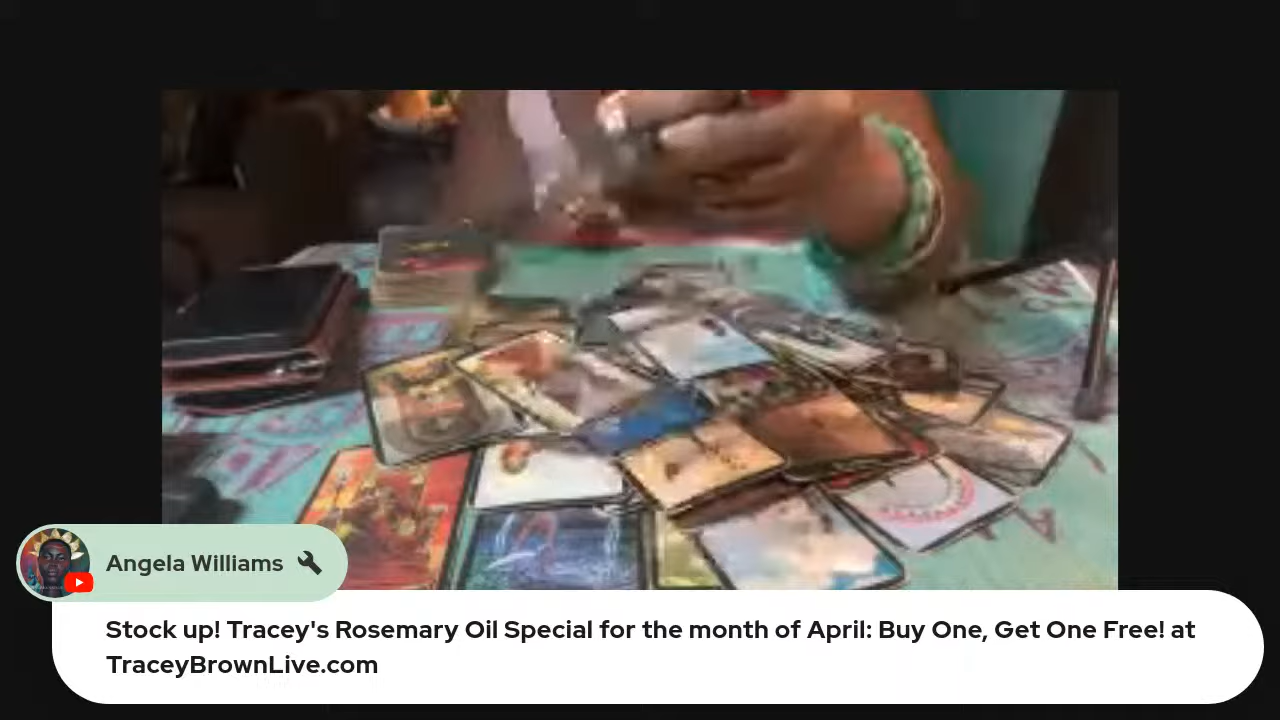 Angela Williams
Stock up! Tracey's Rosemary Oil Special for the month of April: Buy One, Get One Free! at
TraceyBrownLive.com